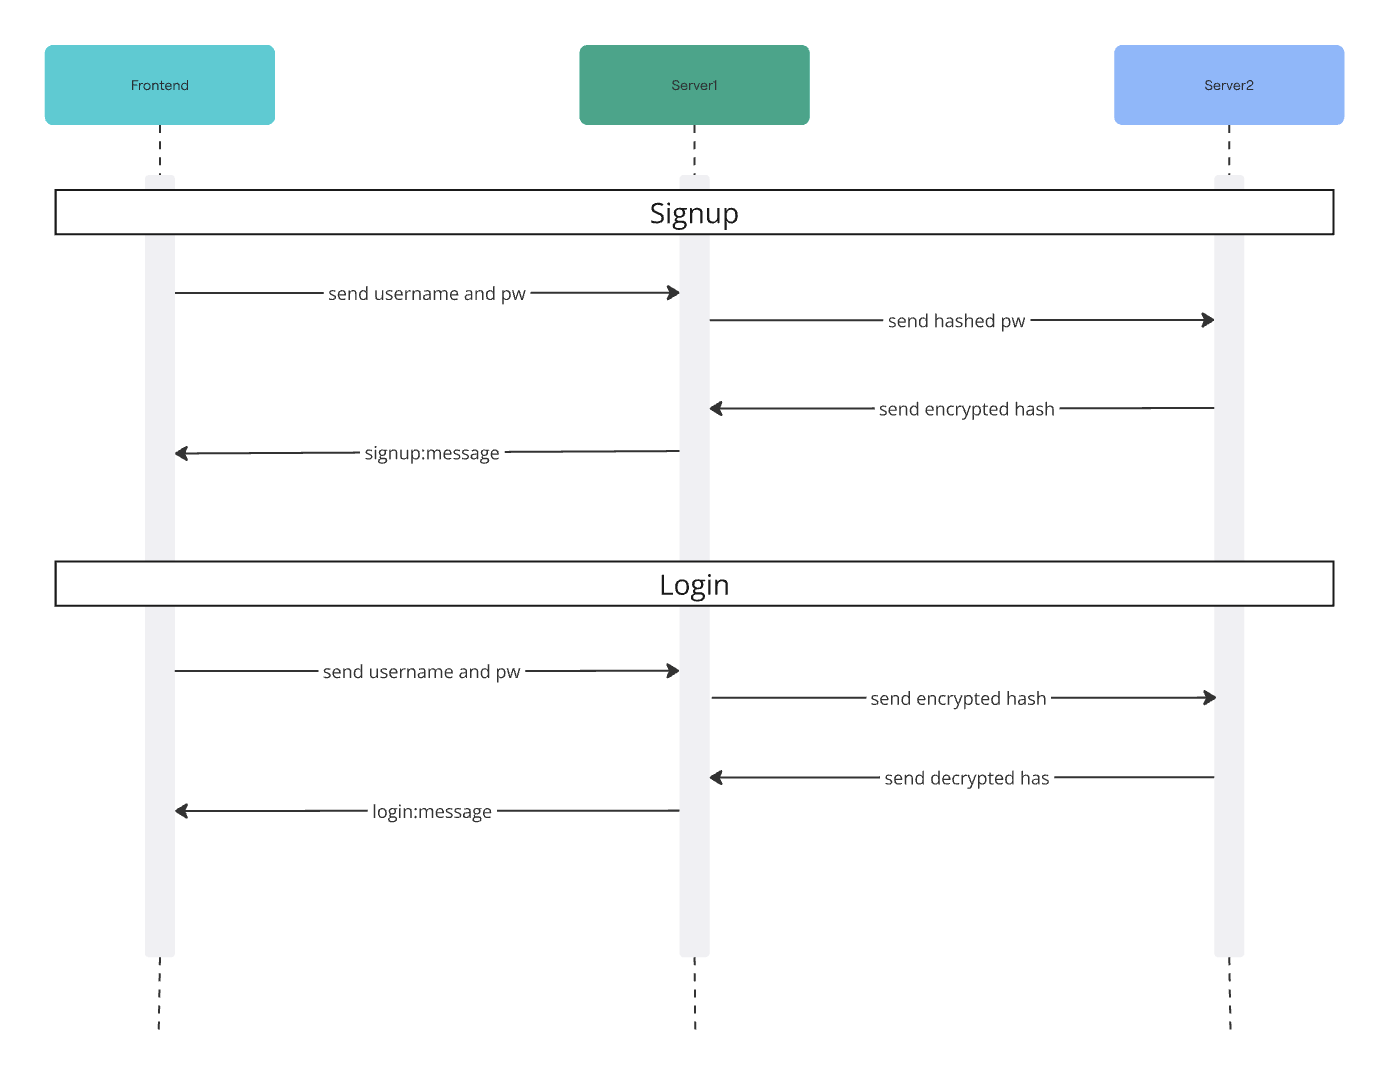 Frontend
Server1
Server2
Signup
send username and pw
send hashed pw
send encrypted hash
signup:message
Login
send username and pw
send encrypted hash
send decrypted has
login:message